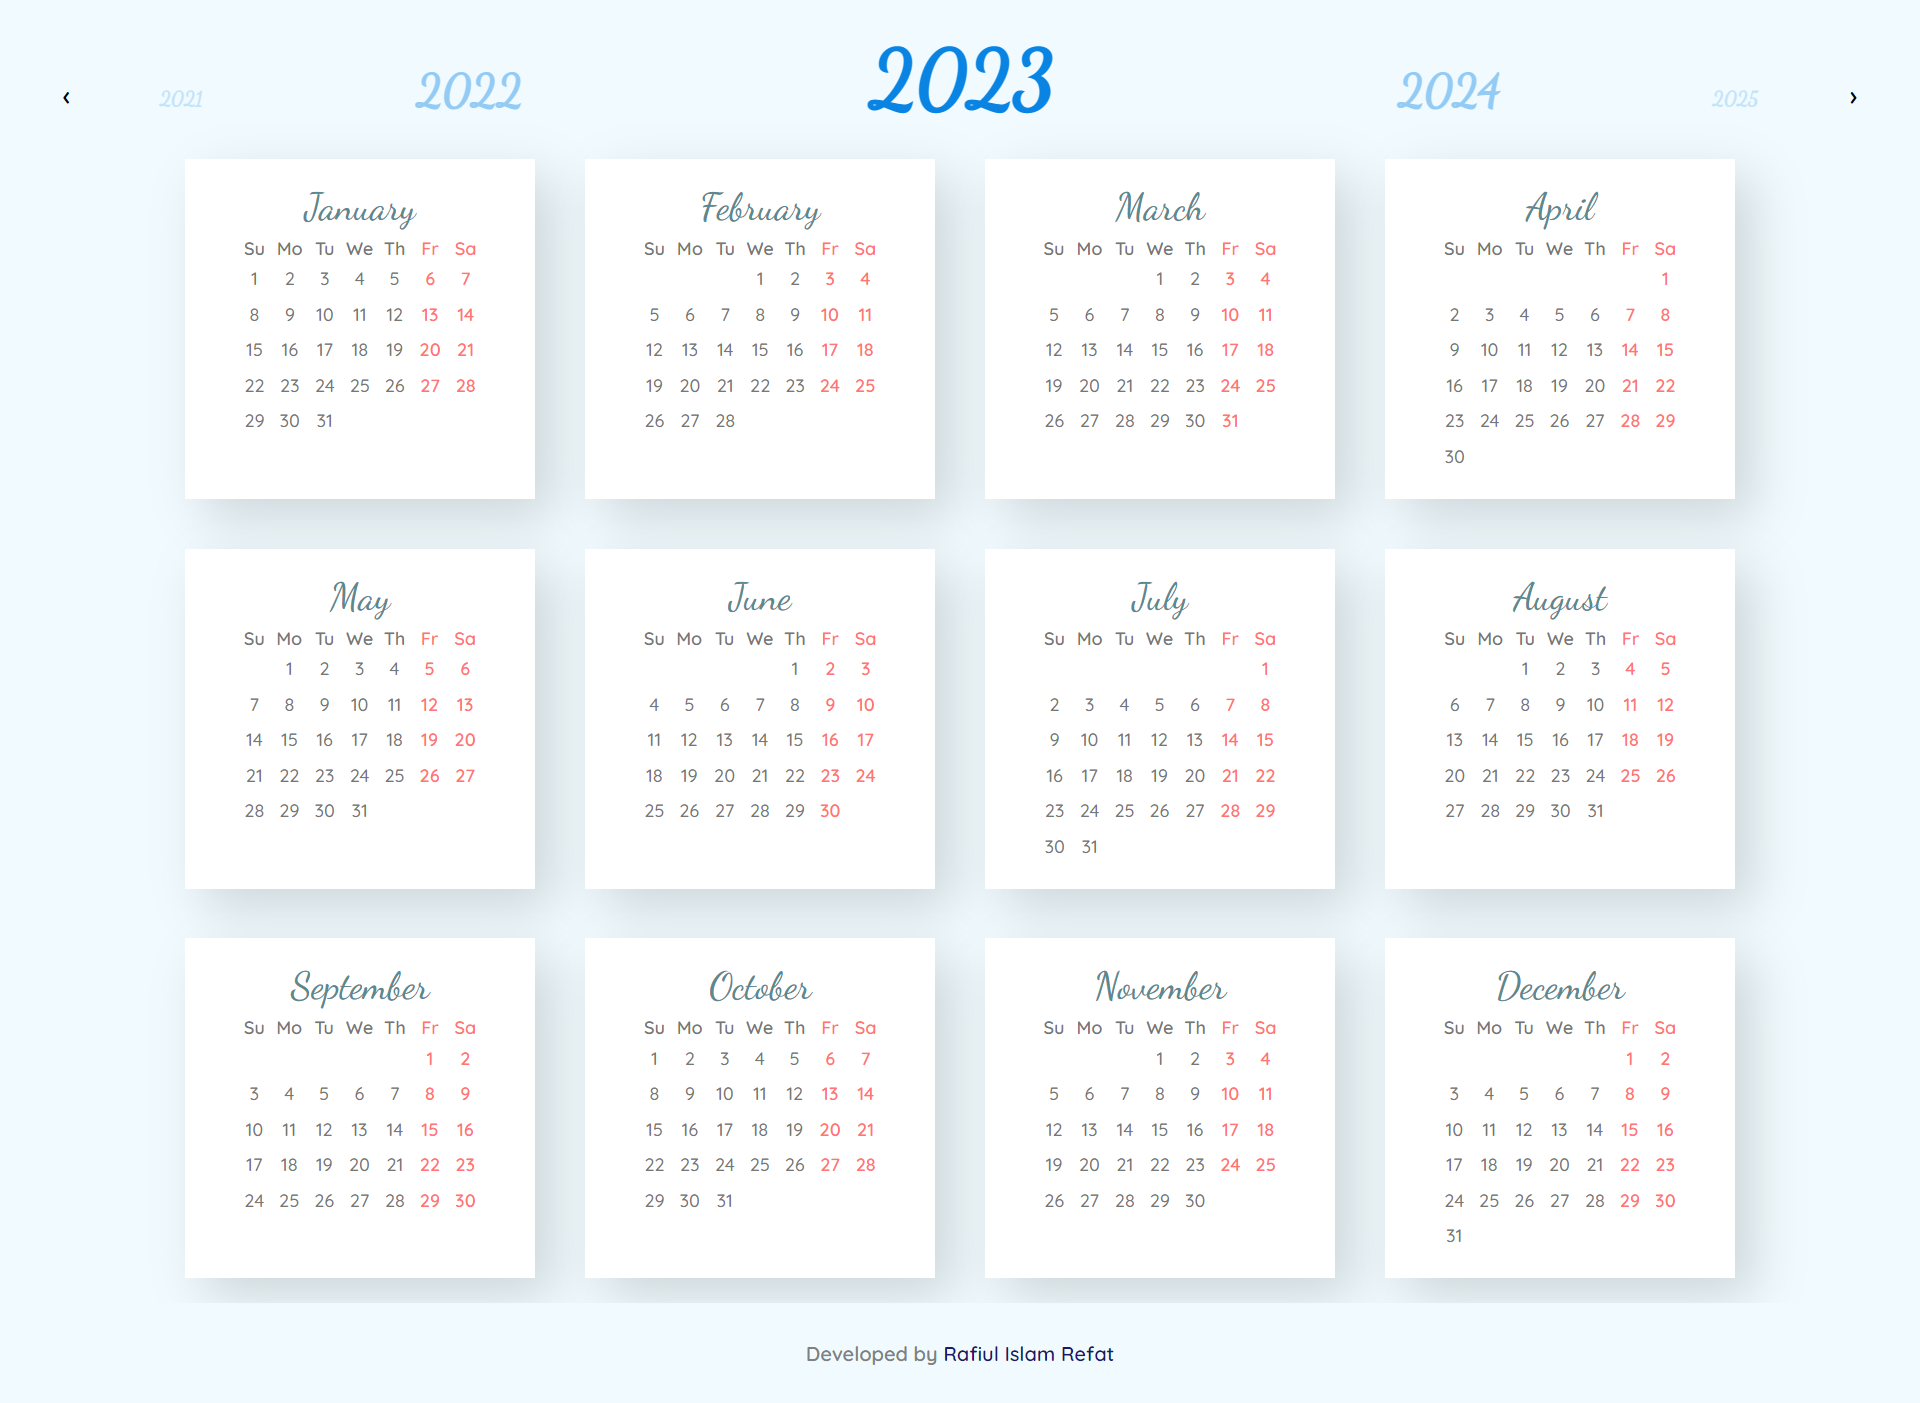 ‹ 2021 2022 2023 2024 2025 ›
January
Su Mo Tu We Th Fr Sa
1 2 3 4 5 6 7
8 9 10 11 12 13 14
15 16 17 18 19 20 21
22 23 24 25 26 27 28
29 30 31
February
Su Mo Tu We Th Fr Sa
1 2 3 4
5 6 7 8 9 10 11
12 13 14 15 16 17 18
19 20 21 22 23 24 25
26 27 28
March
Su Mo Tu We Th Fr Sa
1 2 3 4
5 6 7 8 9 10 11
12 13 14 15 16 17 18
19 20 21 22 23 24 25
26 27 28 29 30 31
April
Su Mo Tu We Th Fr Sa
1
2 3 4 5 6 7 8
9 10 11 12 13 14 15
16 17 18 19 20 21 22
23 24 25 26 27 28 29
30
May
Su Mo Tu We Th Fr Sa
1 2 3 4 5 6
7 8 9 10 11 12 13
14 15 16 17 18 19 20
21 22 23 24 25 26 27
28 29 30 31
June
Su Mo Tu We Th Fr Sa
1 2 3
4 5 6 7 8 9 10
11 12 13 14 15 16 17
18 19 20 21 22 23 24
25 26 27 28 29 30
July
Su Mo Tu We Th Fr Sa
1
2 3 4 5 6 7 8
9 10 11 12 13 14 15
16 17 18 19 20 21 22
23 24 25 26 27 28 29
30 31
August
Su Mo Tu We Th Fr Sa
1 2 3 4 5
6 7 8 9 10 11 12
13 14 15 16 17 18 19
20 21 22 23 24 25 26
27 28 29 30 31
September
Su Mo Tu We Th Fr Sa
1 2
3 4 5 6 7 8 9
10 11 12 13 14 15 16
17 18 19 20 21 22 23
24 25 26 27 28 29 30
October
Su Mo Tu We Th Fr Sa
1 2 3 4 5 6 7
8 9 10 11 12 13 14
15 16 17 18 19 20 21
22 23 24 25 26 27 28
29 30 31
November
Su Mo Tu We Th Fr Sa
1 2 3 4
5 6 7 8 9 10 11
12 13 14 15 16 17 18
19 20 21 22 23 24 25
26 27 28 29 30
December
Su Mo Tu We Th Fr Sa
1 2
3 4 5 6 7 8 9
10 11 12 13 14 15 16
17 18 19 20 21 22 23
24 25 26 27 28 29 30
31
Developed by Rafiul Islam Refat